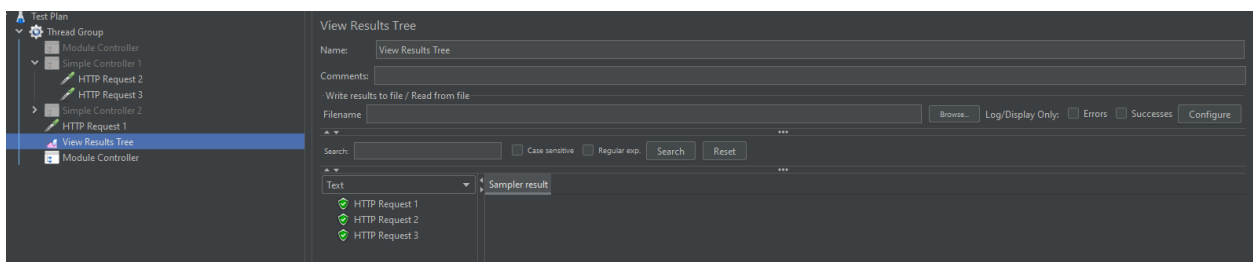 Test Plan
Thread Group
Module Controller
Simple Controller 1
HTTP Request 2
HTTP Request 3
Simple Controller 2
HTTP Request 1
View Results Tree
Module Controller
View Results Tree
Name: View Results Tree
Comments:
Write results to file / Read from file
Filename Browse... Log/Display Only: Errors Successes Configure
Search: Case sensitive Regular exp. Search Reset
Text Sampler result
HTTP Request 1
HTTP Request 2
HTTP Request 3